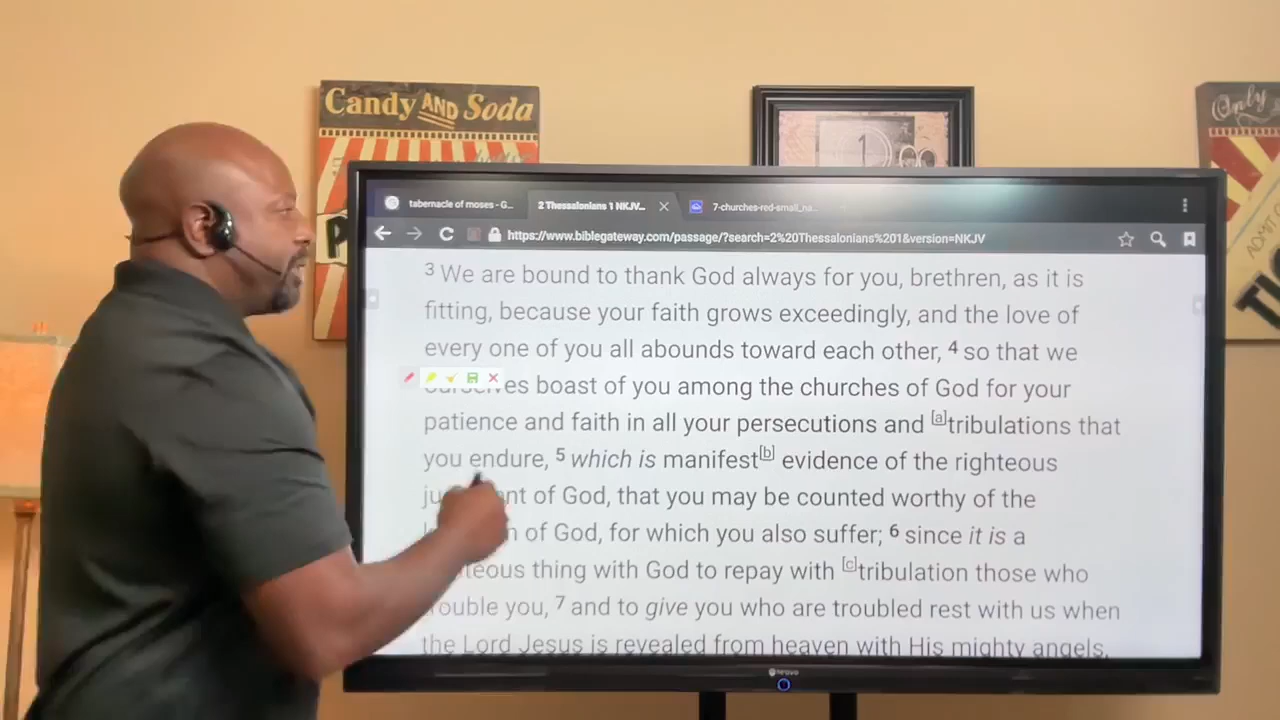 Candy AND Soda
Only
ADMIT
1
tabernacle of moses - G...
2 Thessalonians 1 NKJV...
7-churches-red-small_na...
https://www.biblegateway.com/passage/?search=2%20Thessalonians%201&version=NKJV
3 We are bound to thank God always for you, brethren, as it is
fitting, because your faith grows exceedingly, and the love of
every one of you all abounds toward each other, 4 so that we
ourselves boast of you among the churches of God for your
patience and faith in all your persecutions and [a]tribulations that
you endure, 5 which is manifest[b] evidence of the righteous
of God, that you may be counted worthy of the
of God, for which you also suffer; 6 since it is a
thing with God to repay with [c]tribulation those who
trouble you, 7 and to give you who are troubled rest with us when
the Lord Jesus is revealed from heaven with His mighty angels,